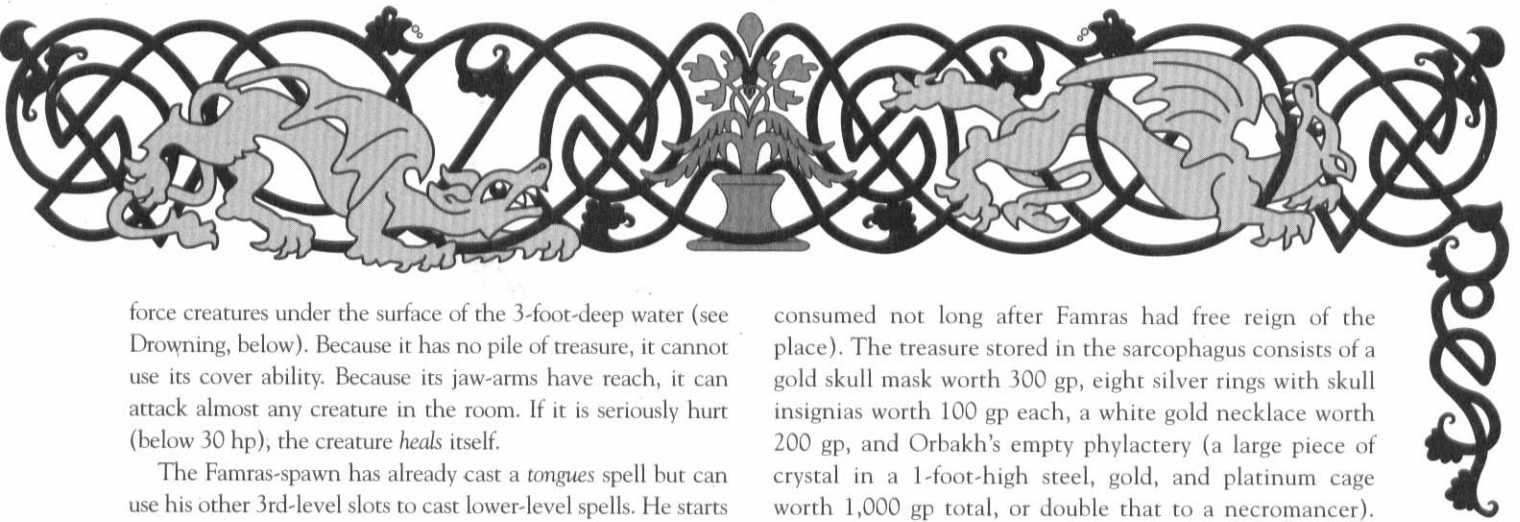 force creatures under the surface of the 3-foot-deep water (see
Drowning, below). Because it has no pile of treasure, it cannot
use its cover ability. Because its jaw-arms have reach, it can
attack almost any creature in the room. If it is seriously hurt
(below 30 hp), the creature heals itself.
The Famras-spawn has already cast a tongues spell but can
use his other 3rd-level slots to cast lower-level spells. He starts
consumed not long after Famras had free reign of the
place). The treasure stored in the sarcophagus consists of a
gold skull mask worth 300 gp, eight silver rings with skull
insignias worth 100 gp each, a white gold necklace worth
200 gp, and Orbakh's empty phylactery (a large piece of
crystal in a 1-foot-high steel, gold, and platinum cage
worth 1,000 gp total, or double that to a necromancer).